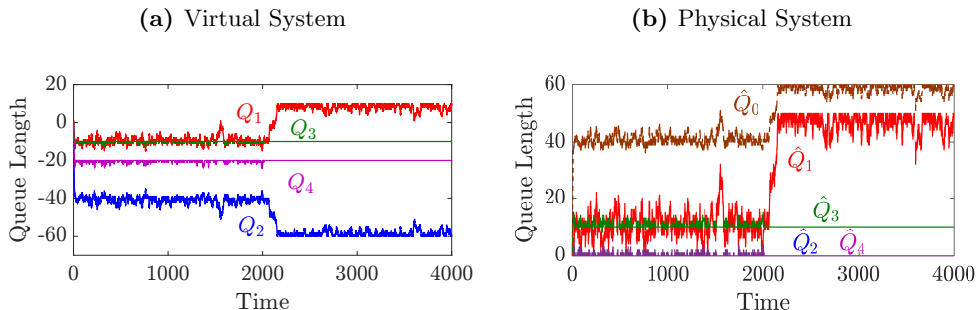 (a) Virtual System
(b) Physical System
20
0
-20
-40
-60
Queue Length
Q₁
Q₃
Q₄
Q₂
0 1000 2000 3000 4000
Time
60
40
20
0
Queue Length
Q̂₀
Q̂₁
Q̂₃
Q̂₂ Q̂₄
0 1000 2000 3000 4000
Time